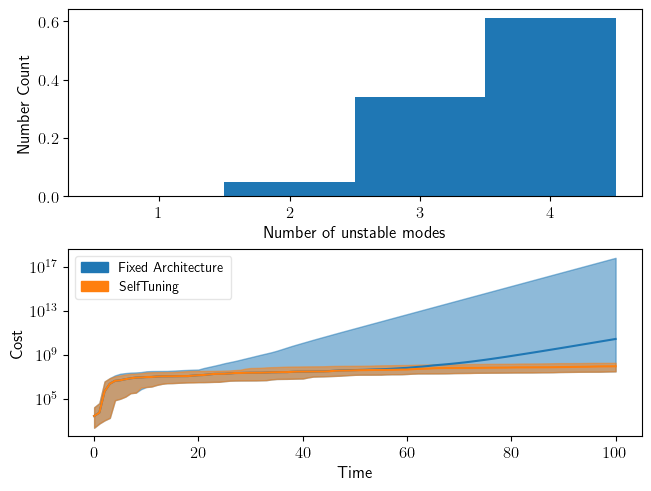 0.6
0.4
0.2
0.0
Number Count
1 2 3 4
Number of unstable modes
10^17
10^13
10^9
10^5
Cost
Fixed Architecture
SelfTuning
0 20 40 60 80 100
Time